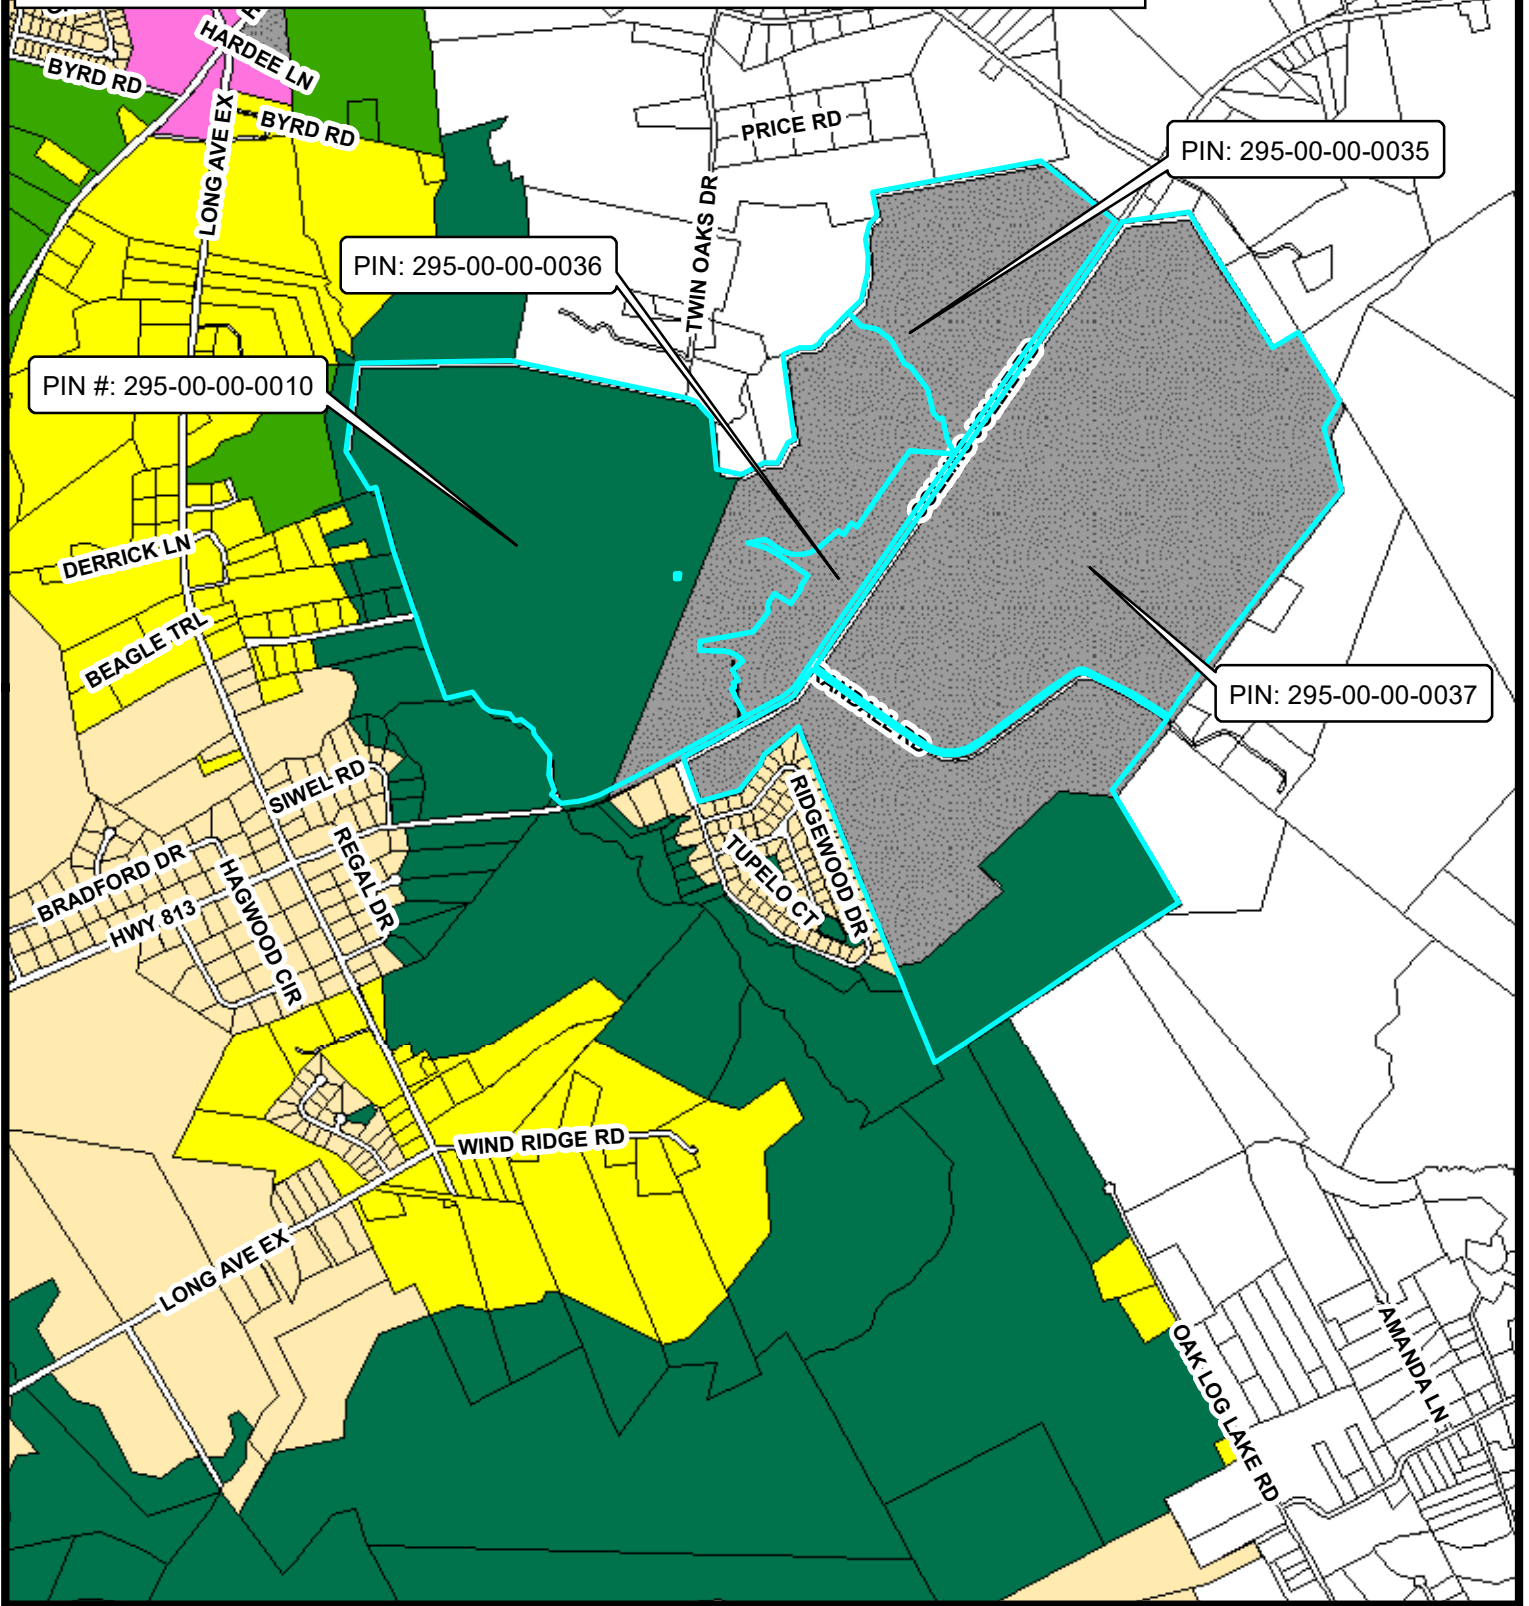 HARDEE LN
BYRD RD
LONG AVE EX
BYRD RD
PRICE RD
PIN: 295-00-00-0035
TWIN OAKS DR
PIN: 295-00-00-0036
PIN #: 295-00-00-0010
DERRICK LN
BEAGLE TRL
PIN: 295-00-00-0037
SIWEL RD
RIDGEWOOD DR
REGAL DR
TUPELO CT
BRADFORD DR
HAGWOOD CIR
HWY 813
WIND RIDGE RD
LONG AVE EX
OAK LOG LAKE RD
AMANDA LN